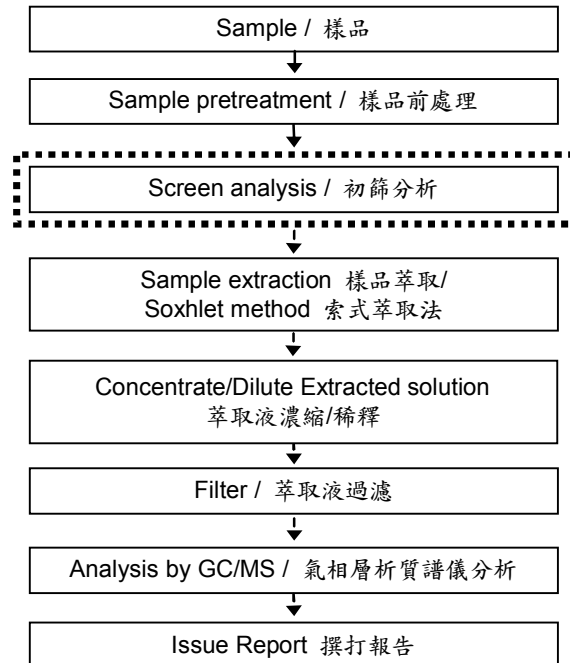 Sample / 樣品
Sample pretreatment / 樣品前處理
Screen analysis / 初篩分析
Sample extraction 樣品萃取/
Soxhlet method 索式萃取法
Concentrate/Dilute Extracted solution
萃取液濃縮/稀釋
Filter / 萃取液過濾
Analysis by GC/MS / 氣相層析質譜儀分析
Issue Report 撰打報告